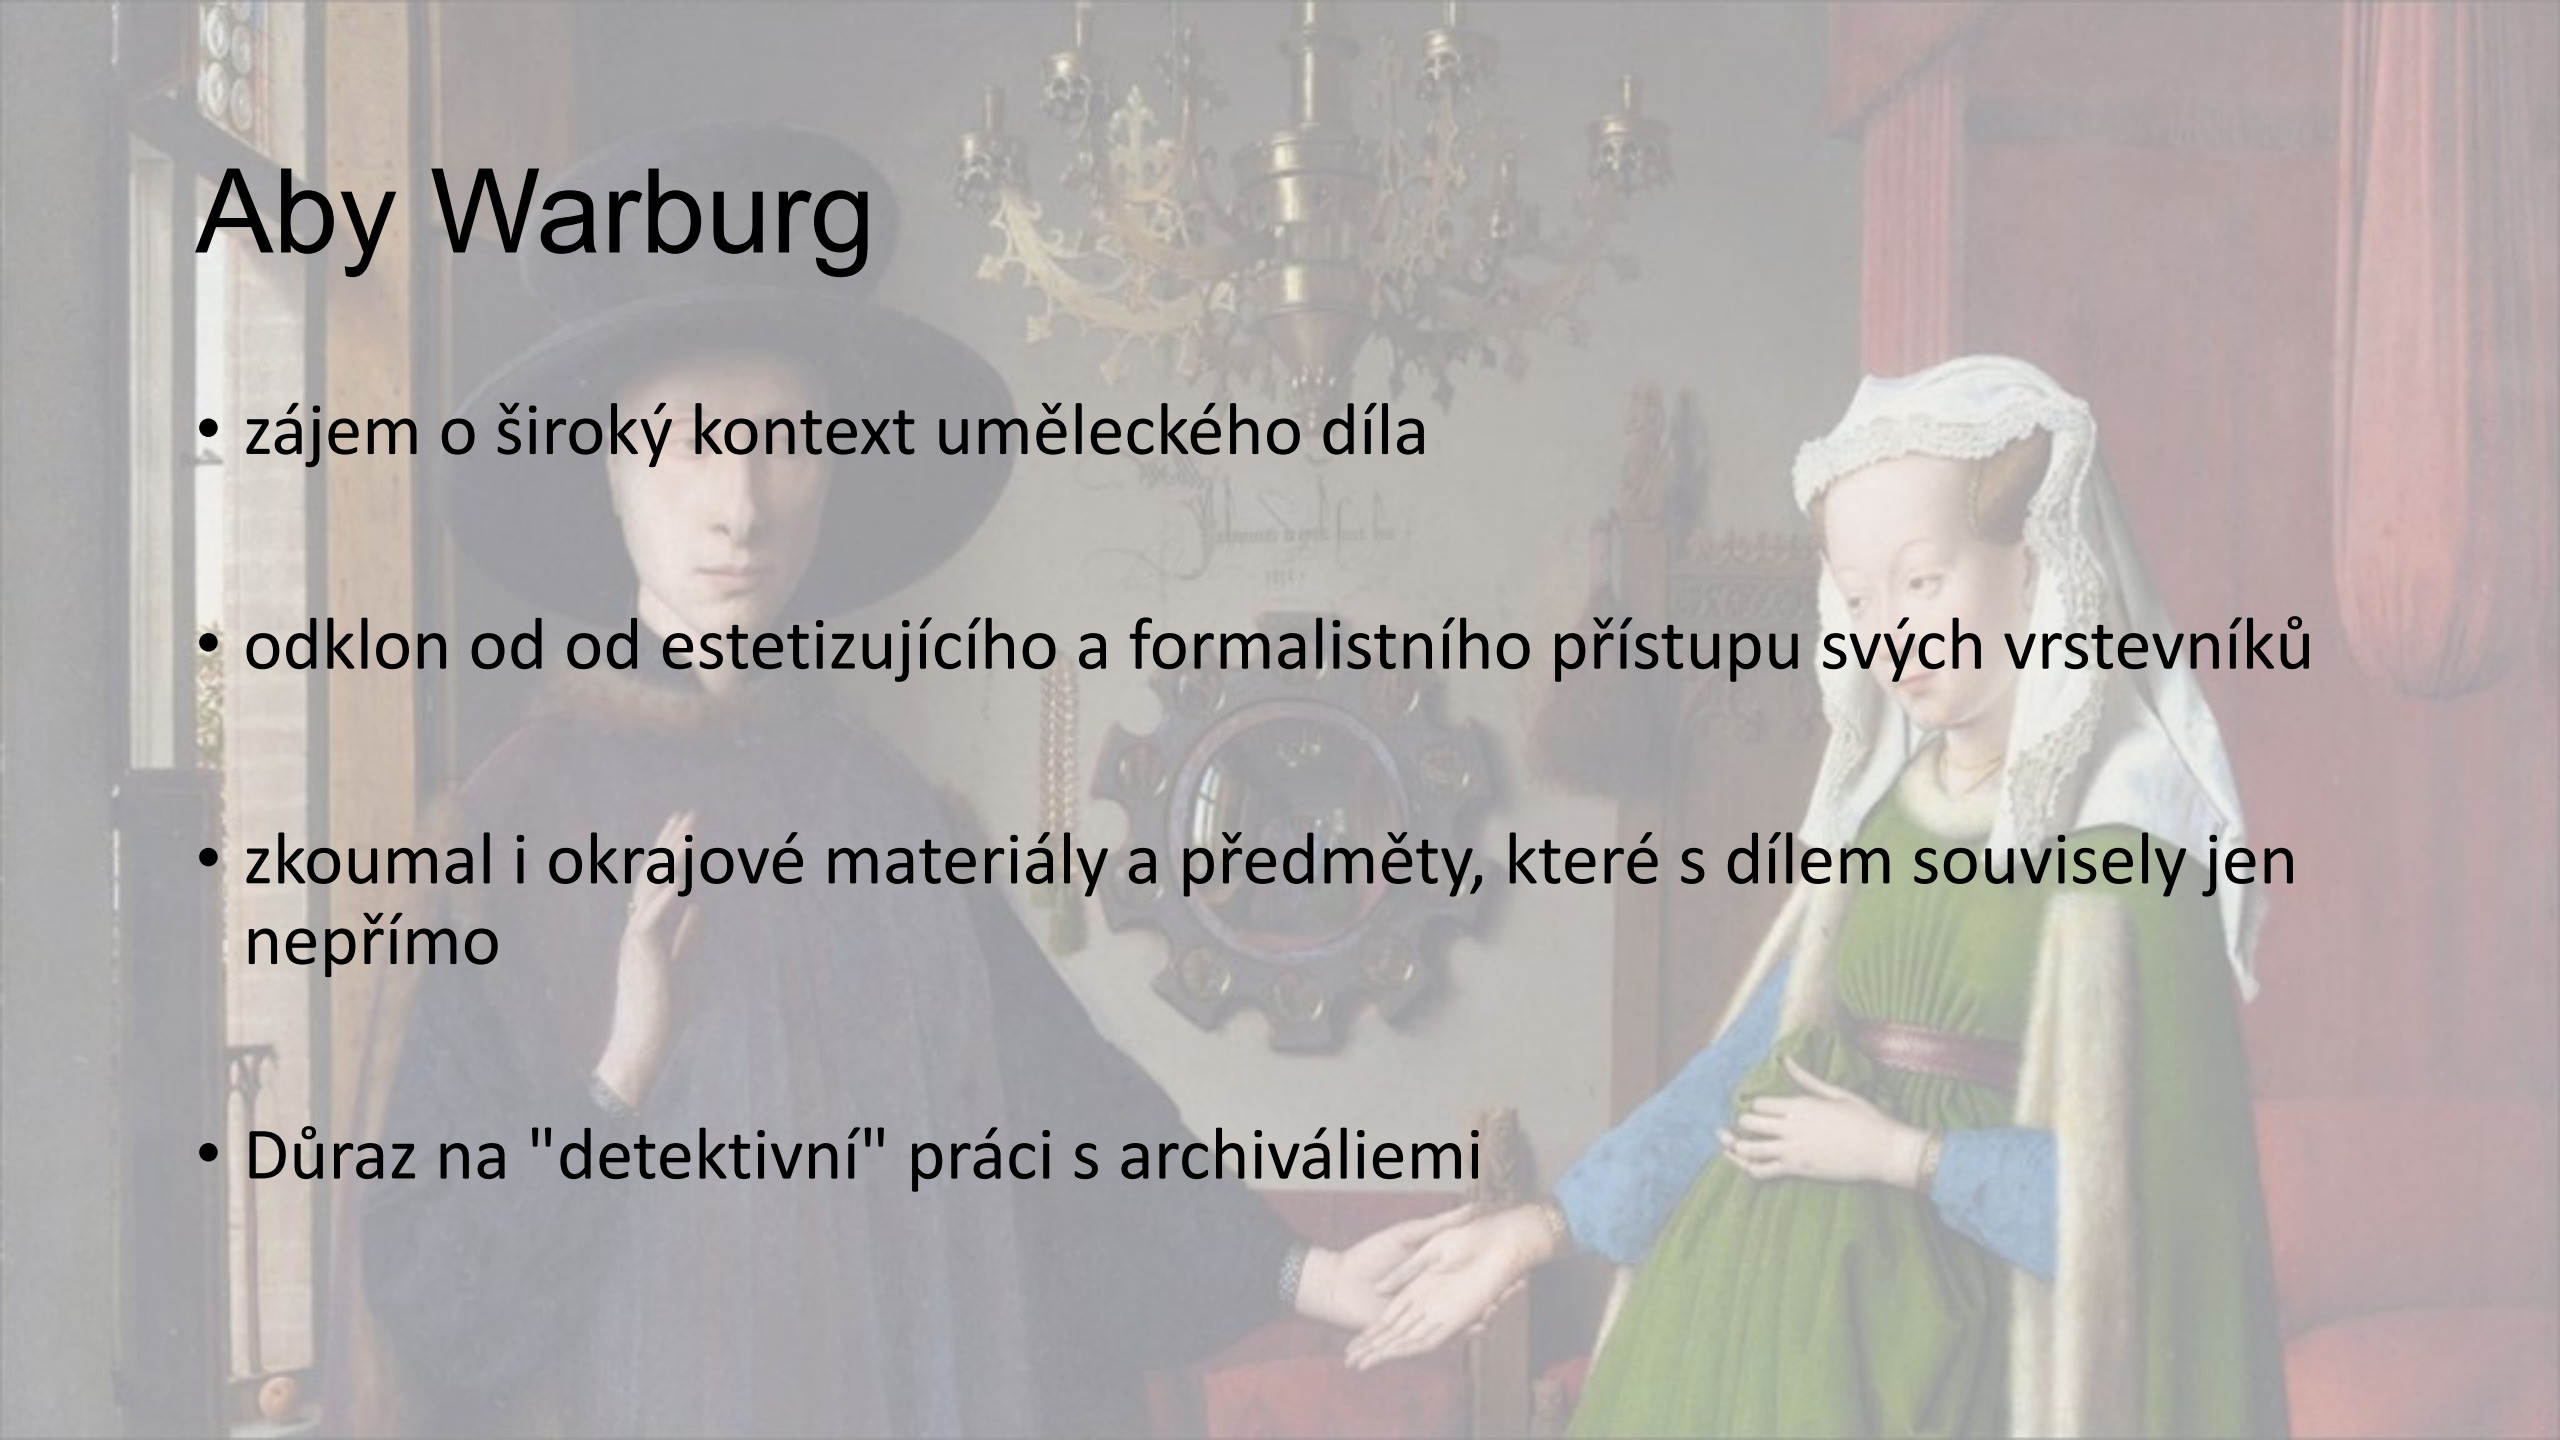 Aby Warburg
• zájem o široký kontext uměleckého díla
• odklon od od estetizujícího a formalistního přístupu svých vrstevníků
• zkoumal i okrajové materiály a předměty, které s dílem souvisely jen
nepřímo
• Důraz na "detektivní" práci s archiváliemi